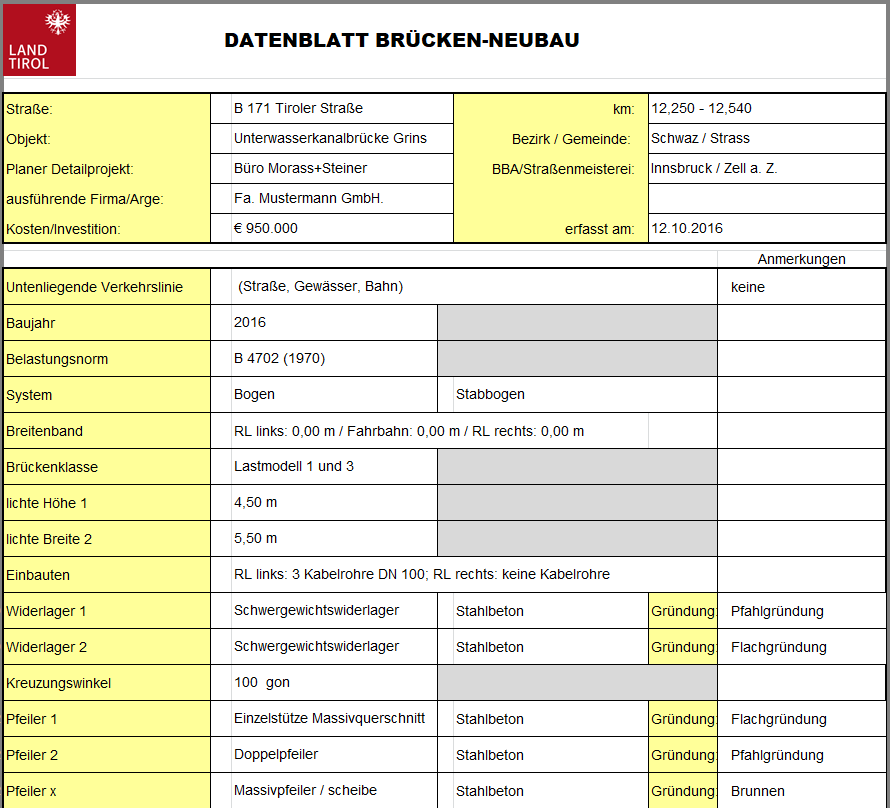 LAND
TIROL
DATENBLATT BRÜCKEN-NEUBAU
Straße: B 171 Tiroler Straße km: 12,250 - 12,540
Objekt: Unterwasserkanalbrücke Grins Bezirk / Gemeinde: Schwaz / Strass
Planer Detailprojekt: Büro Morass+Steiner BBA/Straßenmeisterei: Innsbruck / Zell a. Z.
ausführende Firma/Arge: Fa. Mustermann GmbH.
Kosten/Investition: € 950.000 erfasst am: 12.10.2016
Anmerkungen
Untenliegende Verkehrslinie (Straße, Gewässer, Bahn) keine
Baujahr 2016
Belastungsnorm B 4702 (1970)
System Bogen Stabbogen
Breitenband RL links: 0,00 m / Fahrbahn: 0,00 m / RL rechts: 0,00 m
Brückenklasse Lastmodell 1 und 3
lichte Höhe 1 4,50 m
lichte Breite 2 5,50 m
Einbauten RL links: 3 Kabelrohre DN 100; RL rechts: keine Kabelrohre
Widerlager 1 Schwergewichtswiderlager Stahlbeton Gründung: Pfahlgründung
Widerlager 2 Schwergewichtswiderlager Stahlbeton Gründung: Flachgründung
Kreuzungswinkel 100 gon
Pfeiler 1 Einzelstütze Massivquerschnitt Stahlbeton Gründung: Flachgründung
Pfeiler 2 Doppelpfeiler Stahlbeton Gründung: Pfahlgründung
Pfeiler x Massivpfeiler / scheibe Stahlbeton Gründung: Brunnen